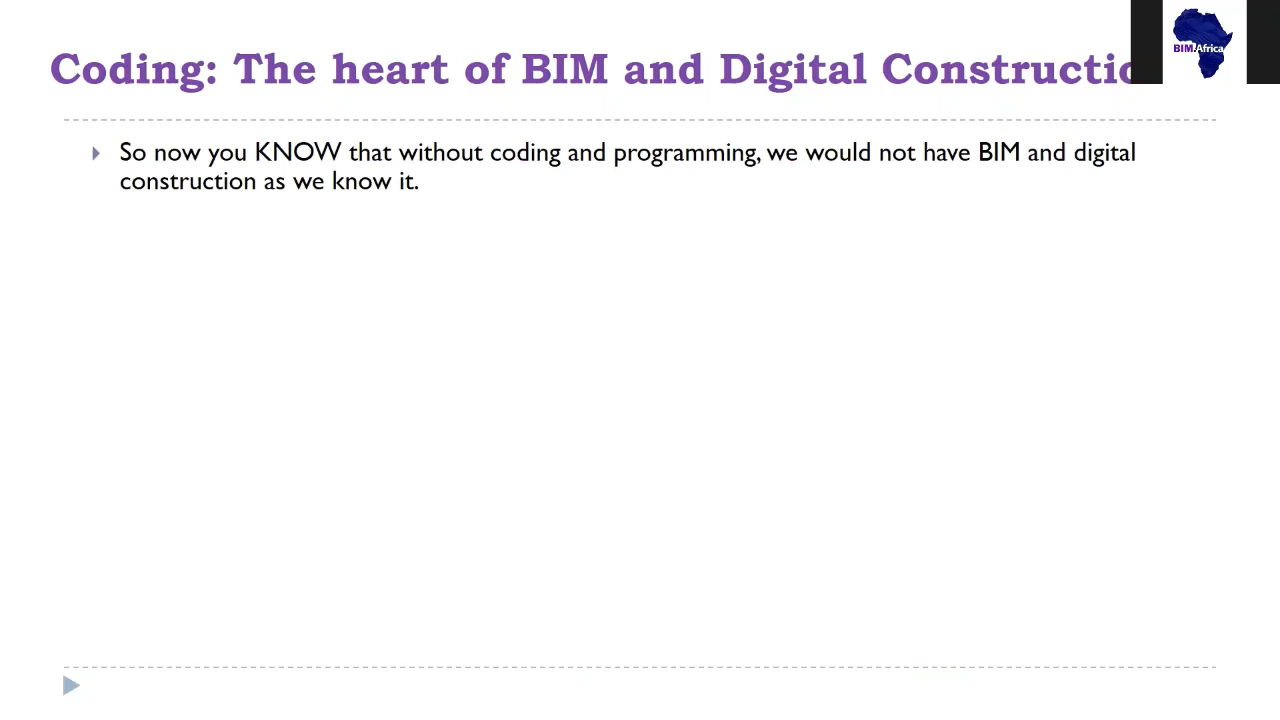 Coding: The heart of BIM and Digital Constructio
BIM Africa
So now you KNOW that without coding and programming, we would not have BIM and digital
construction as we know it.